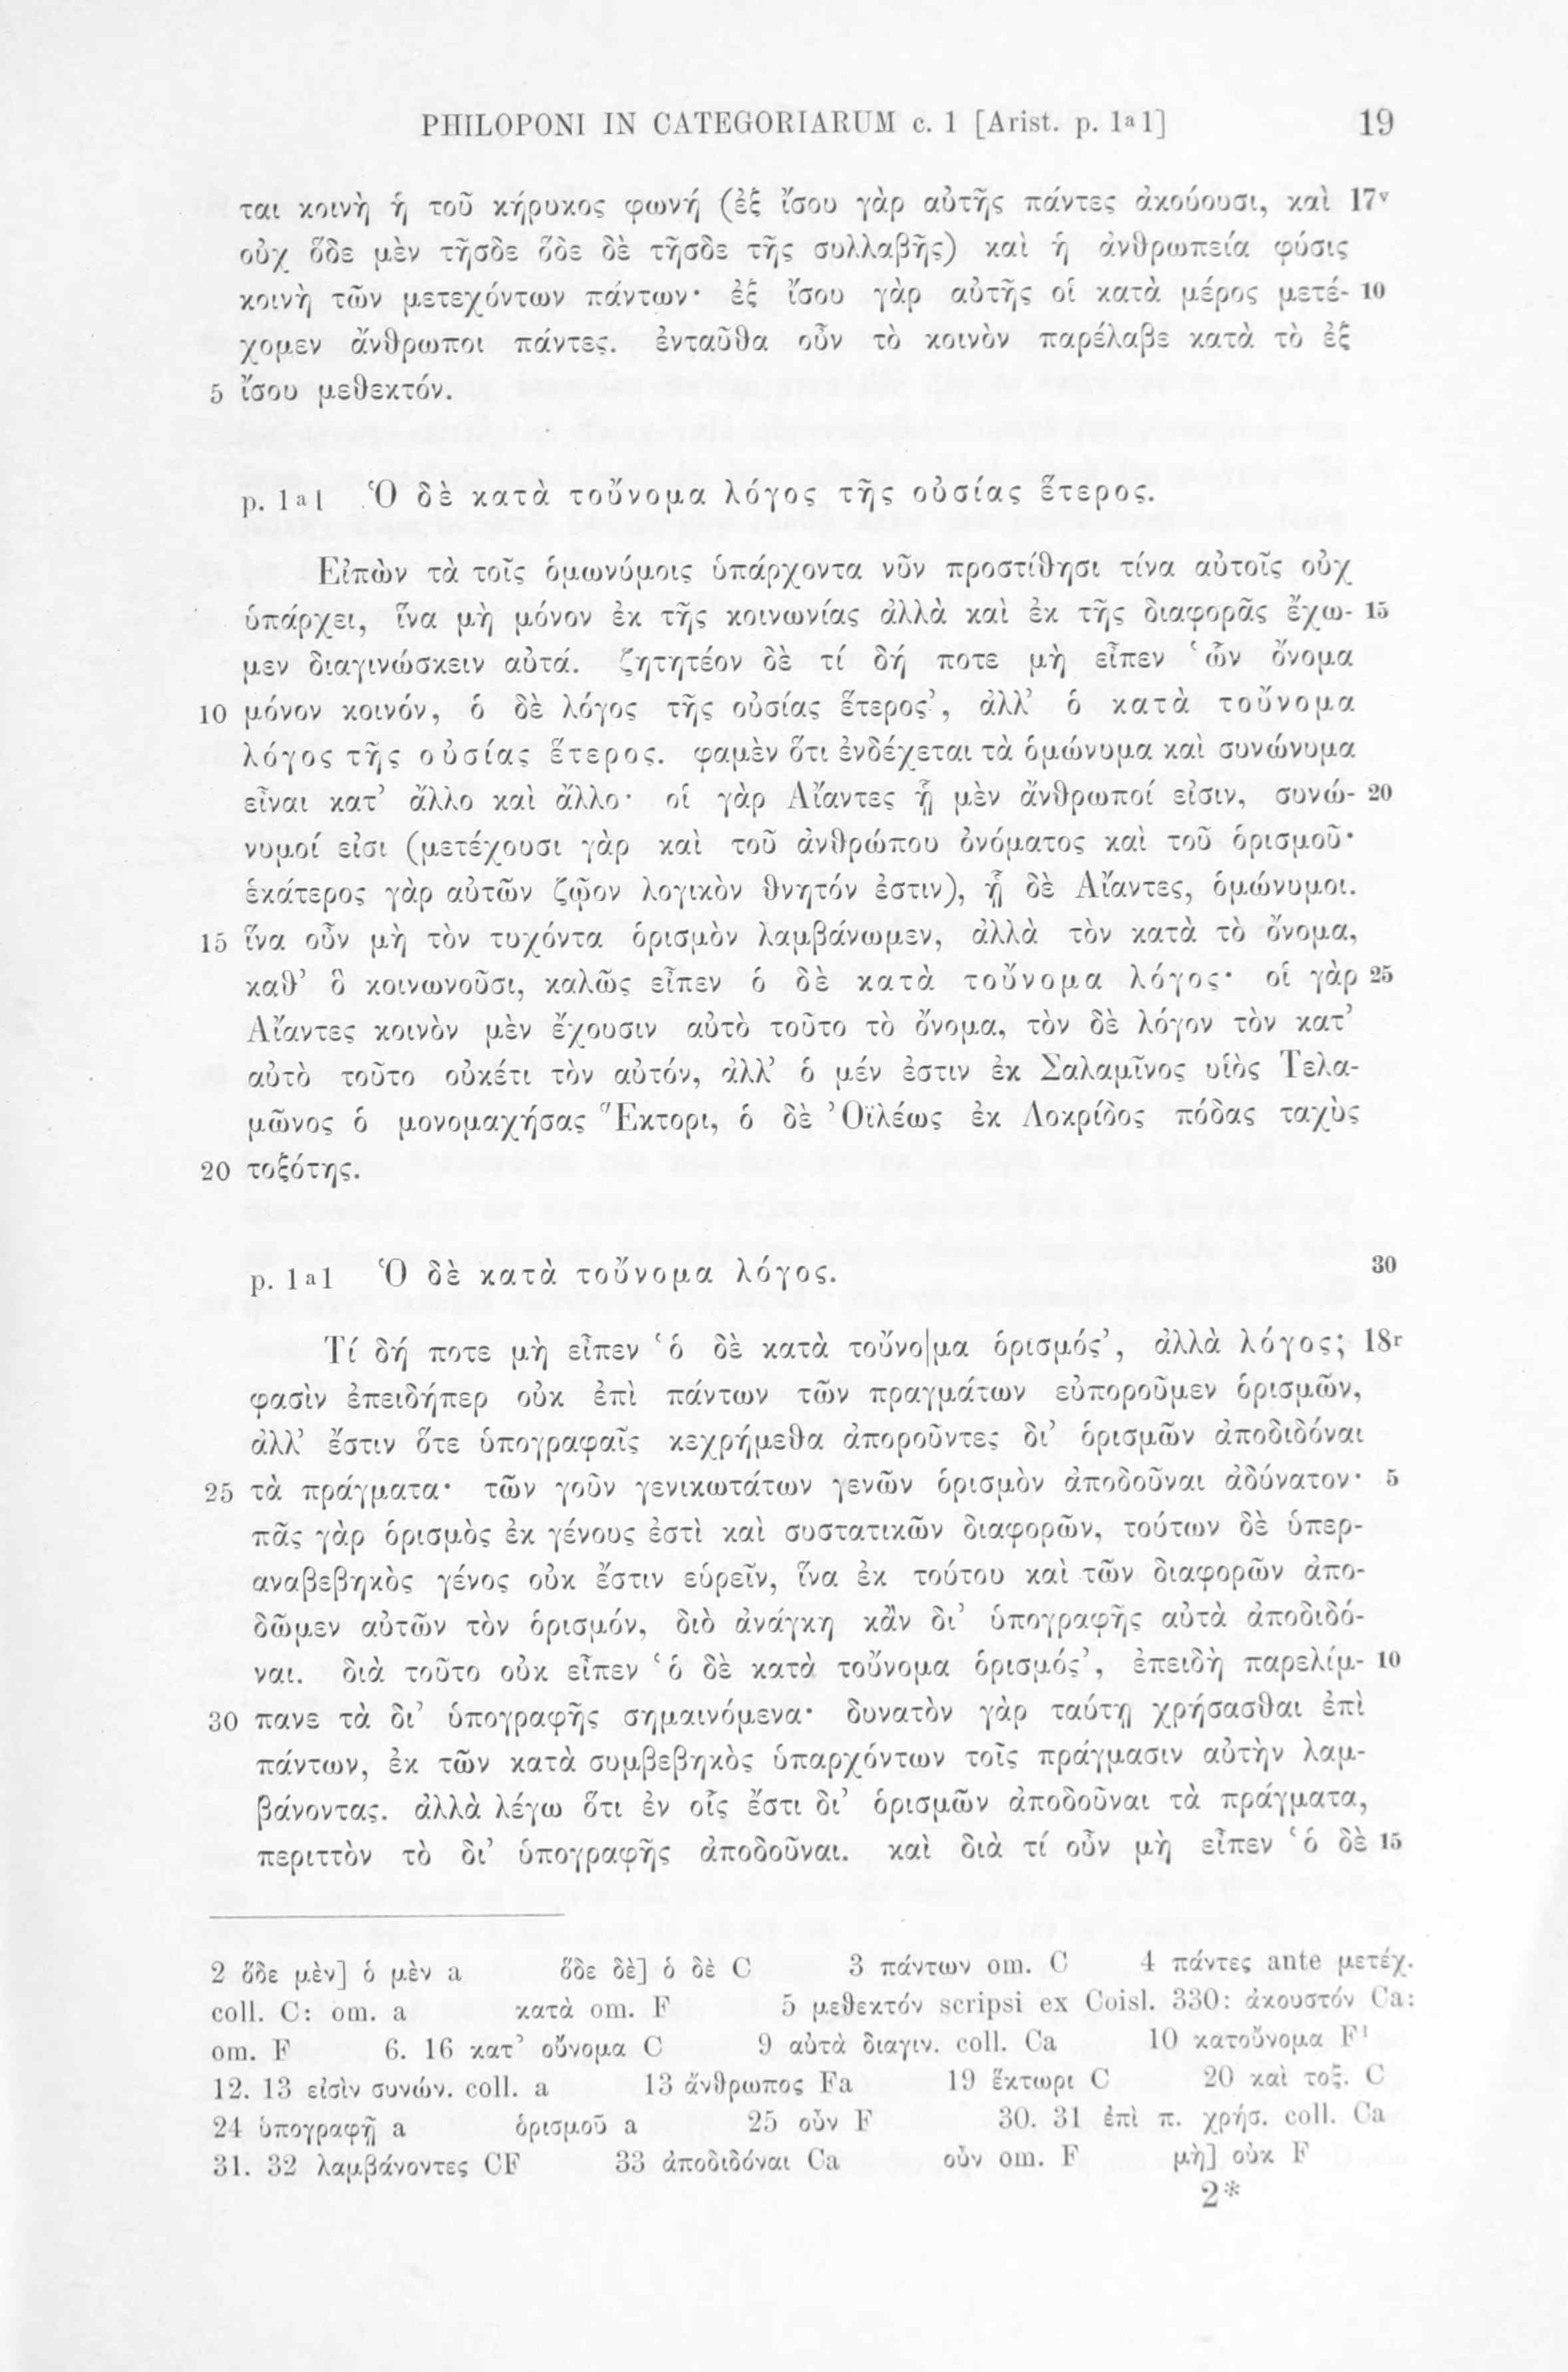 PHILOPONI IN CATEGORIARUM c. 1 [Arist. p. 1a1] 19
ται κοινὴ ἡ τοῦ κήρυκος φωνή (ἐξ ἴσου γὰρ αὐτῆς πάντες ἀκούουσι, καὶ 17v
οὐχ ὅδε μὲν τῆσδε ὅδε δὲ τῆσδε τῆς συλλαβῆς) καὶ ἡ ἀνθρωπεία φύσις
κοινὴ τῶν μετεχόντων πάντων· ἐξ ἴσου γὰρ αὐτῆς οἱ κατὰ μέρος μετέ- 10
χομεν ἄνθρωποι πάντες. ἐνταῦθα οὖν τὸ κοινὸν παρέλαβε κατὰ τὸ ἐξ
5 ἴσου μεθεκτόν.
p. 1a1 Ὁ δὲ κατὰ τοὔνομα λόγος τῆς οὐσίας ἕτερος.
Εἰπὼν τὰ τοῖς ὁμωνύμοις ὑπάρχοντα νῦν προστίθησι τίνα αὐτοῖς οὐχ
ὑπάρχει, ἵνα μὴ μόνον ἐκ τῆς κοινωνίας ἀλλὰ καὶ ἐκ τῆς διαφορᾶς ἔχω- 15
μεν διαγινώσκειν αὐτά. ζητητέον δὲ τί δή ποτε μὴ εἶπεν ‘ὧν ὄνομα
10 μόνον κοινόν, ὁ δὲ λόγος τῆς οὐσίας ἕτερος’, ἀλλ’ ὁ κατὰ τοὔνομα
λόγος τῆς οὐσίας ἕτερος. φαμὲν ὅτι ἐνδέχεται τὰ ὁμώνυμα καὶ συνώνυμα
εἶναι κατ’ ἄλλο καὶ ἄλλο· οἱ γὰρ Αἴαντες ᾗ μὲν ἄνθρωποί εἰσιν, συνώ- 20
νυμοί εἰσι (μετέχουσι γὰρ καὶ τοῦ ἀνθρώπου ὀνόματος καὶ τοῦ ὁρισμοῦ·
ἑκάτερος γὰρ αὐτῶν ζῷον λογικὸν θνητόν ἐστιν), ᾗ δὲ Αἴαντες, ὁμώνυμοι.
15 ἵνα οὖν μὴ τὸν τυχόντα ὁρισμὸν λαμβάνωμεν, ἀλλὰ τὸν κατὰ τὸ ὄνομα,
καθ’ ὃ κοινωνοῦσι, καλῶς εἶπεν ὁ δὲ κατὰ τοὔνομα λόγος· οἱ γὰρ 25
Αἴαντες κοινὸν μὲν ἔχουσιν αὐτὸ τοῦτο τὸ ὄνομα, τὸν δὲ λόγον τὸν κατ’
αὐτὸ τοῦτο οὐκέτι τὸν αὐτόν, ἀλλ’ ὁ μέν ἐστιν ἐκ Σαλαμῖνος υἱὸς Τελα-
μῶνος ὁ μονομαχήσας Ἕκτορι, ὁ δὲ Ὀϊλέως ἐκ Λοκρίδος πόδας ταχὺς
20 τοξότης.
p. 1a1 Ὁ δὲ κατὰ τοὔνομα λόγος. 30
Τί δή ποτε μὴ εἶπεν ‘ὁ δὲ κατὰ τοὔνο|μα ὁρισμός’, ἀλλὰ λόγος; 18r
φασὶν ἐπειδήπερ οὐκ ἐπὶ πάντων τῶν πραγμάτων εὐποροῦμεν ὁρισμῶν,
ἀλλ’ ἔστιν ὅτε ὑπογραφαῖς κεχρήμεθα ἀποροῦντες δι’ ὁρισμῶν ἀποδιδόναι
25 τὰ πράγματα· τῶν γοῦν γενικωτάτων γενῶν ὁρισμὸν ἀποδοῦναι ἀδύνατον· 5
πᾶς γὰρ ὁρισμὸς ἐκ γένους ἐστὶ καὶ συστατικῶν διαφορῶν, τούτων δὲ ὑπερ-
αναβεβηκὸς γένος οὐκ ἔστιν εὑρεῖν, ἵνα ἐκ τούτου καὶ τῶν διαφορῶν ἀπο-
δῶμεν αὐτῶν τὸν ὁρισμόν, διὸ ἀνάγκη κἂν δι’ ὑπογραφῆς αὐτὰ ἀποδιδό-
ναι. διὰ τοῦτο οὐκ εἶπεν ‘ὁ δὲ κατὰ τοὔνομα ὁρισμός’, ἐπειδὴ παρελίμ- 10
30 πανε τὰ δι’ ὑπογραφῆς σημαινόμενα· δυνατὸν γὰρ ταύτῃ χρήσασθαι ἐπὶ
πάντων, ἐκ τῶν κατὰ συμβεβηκὸς ὑπαρχόντων τοῖς πράγμασιν αὐτὴν λαμ-
βάνοντας. ἀλλὰ λέγω ὅτι ἐν οἷς ἔστι δι’ ὁρισμῶν ἀποδοῦναι τὰ πράγματα,
περιττὸν τὸ δι’ ὑπογραφῆς ἀποδοῦναι. καὶ διὰ τί οὖν μὴ εἶπεν ‘ὁ δὲ 15
2 ὅδε μὲν] ὁ μὲν a ὅδε δὲ] ὁ δὲ C 3 πάντων om. C 4 πάντες ante μετέχ.
coll. C: om. a κατὰ om. F 5 μεθεκτόν scripsi ex Coisl. 330: ἀκουστόν Ca:
om. F 6. 16 κατ’ οὔνομα C 9 αὐτὰ διαγιν. coll. Ca 10 κατοὔνομα F¹
12. 13 εἰσὶν συνών. coll. a 13 ἄνθρωπος Fa 19 ἕκτωρι C 20 καὶ τοξ. C
24 ὑπογραφῇ a ὁρισμοῦ a 25 οὖν F 30. 31 ἐπὶ π. χρήσ. coll. Ca
31. 32 λαμβάνοντες CF 33 ἀποδιδόναι Ca οὖν om. F μὴ] οὐκ F
2*